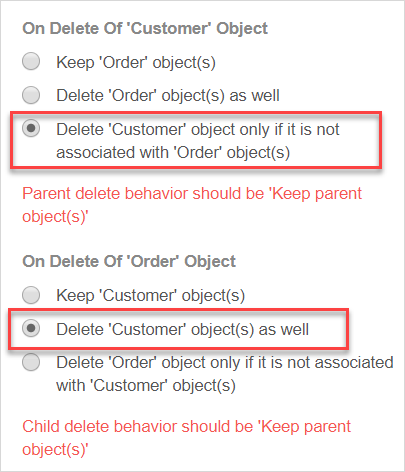 On Delete Of 'Customer' Object
Keep 'Order' object(s)
Delete 'Order' object(s) as well
Delete 'Customer' object only if it is not
associated with 'Order' object(s)
Parent delete behavior should be 'Keep parent
object(s)'
On Delete Of 'Order' Object
Keep 'Customer' object(s)
Delete 'Customer' object(s) as well
Delete 'Order' object only if it is not associated
with 'Customer' object(s)
Child delete behavior should be 'Keep parent
object(s)'